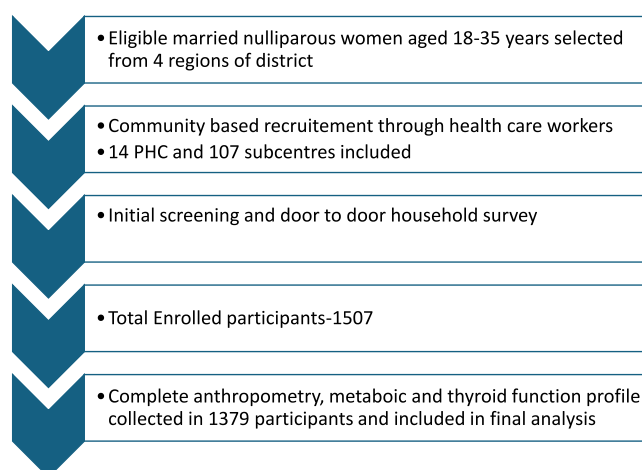 •Eligible married nulliparous women aged 18-35 years selected
from 4 regions of district
•Community based recruitement through health care workers
•14 PHC and 107 subcentres included
•Initial screening and door to door household survey
•Total Enrolled participants-1507
•Complete anthropometry, metaboic and thyroid function profile
collected in 1379 participants and included in final analysis